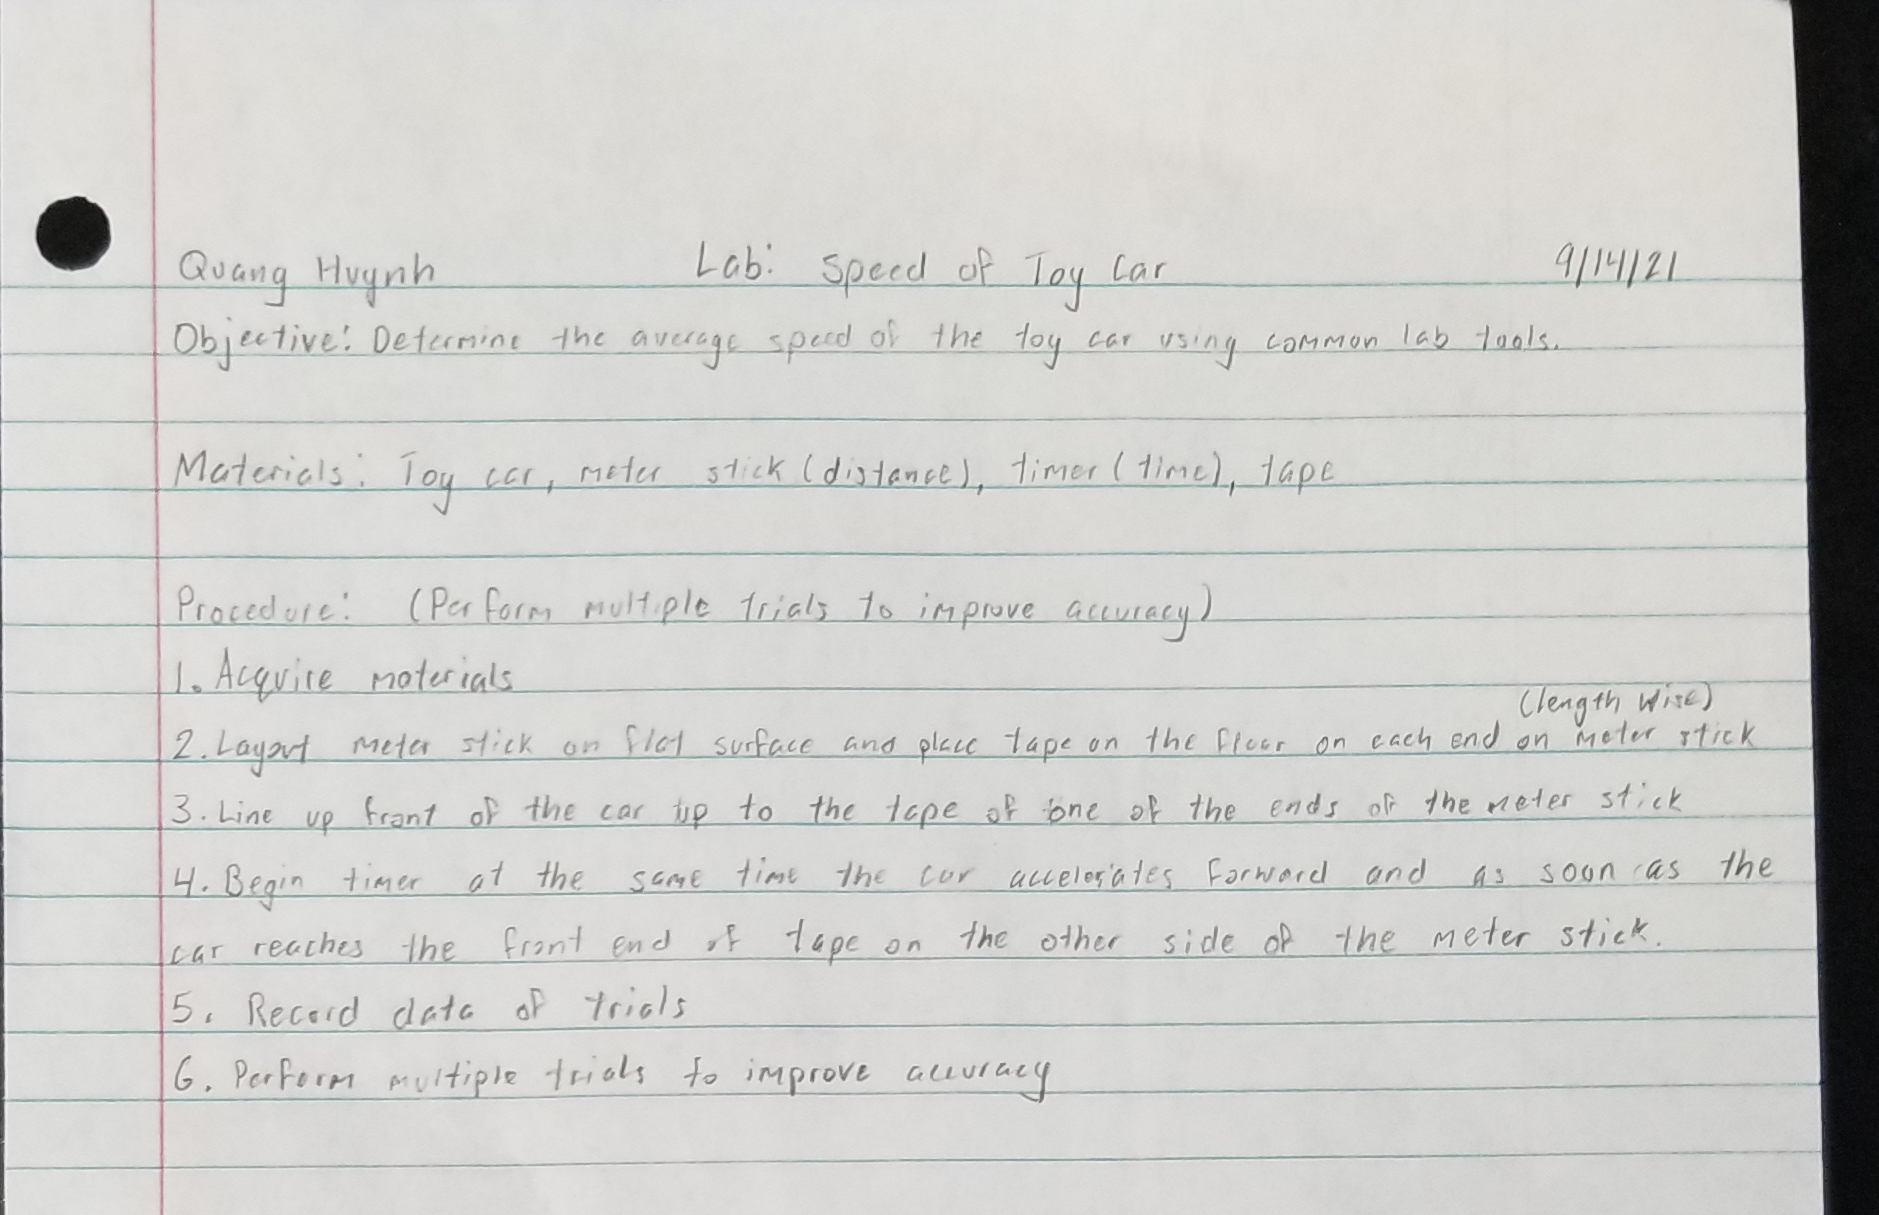 Quang Huynh Lab: Speed of Toy Car 9/14/21
Objective: Determine the average speed of the toy car using common lab tools.
Materials: Toy car, meter stick (distance), timer (time), tape
Procedure: (Perform multiple trials to improve accuracy)
1. Acquire materials
(length wise)
2. Layout meter stick on flat surface and place tape on the floor on each end on meter stick
3. Line up front of the car up to the tape of one of the ends of the meter stick
4. Begin timer at the same time the car accelerates forward and as soon as the
car reaches the front end of tape on the other side of the meter stick.
5. Record data of trials
6. Perform multiple trials to improve accuracy